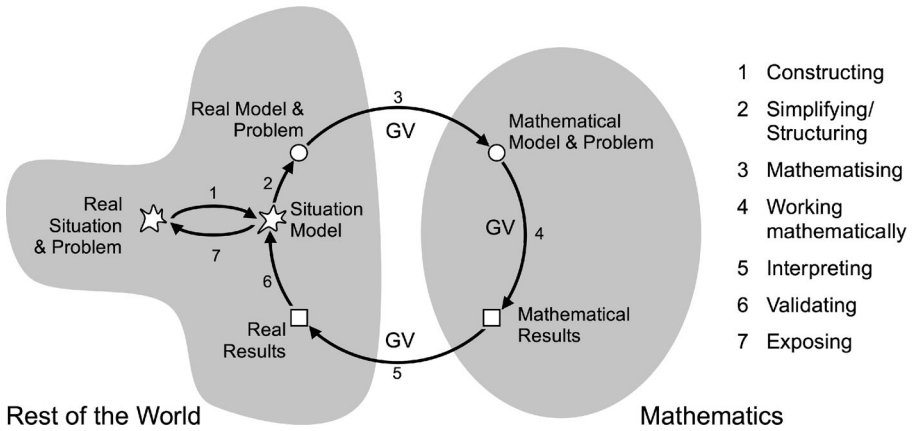 Real Model &
Problem
3
GV
Mathematical
Model & Problem
2
1
Real
Situation
& Problem
Situation
Model
7
GV
4
6
Real
Results
GV
5
Mathematical
Results
1 Constructing
2 Simplifying/
Structuring
3 Mathematising
4 Working
mathematically
5 Interpreting
6 Validating
7 Exposing
Rest of the World
Mathematics